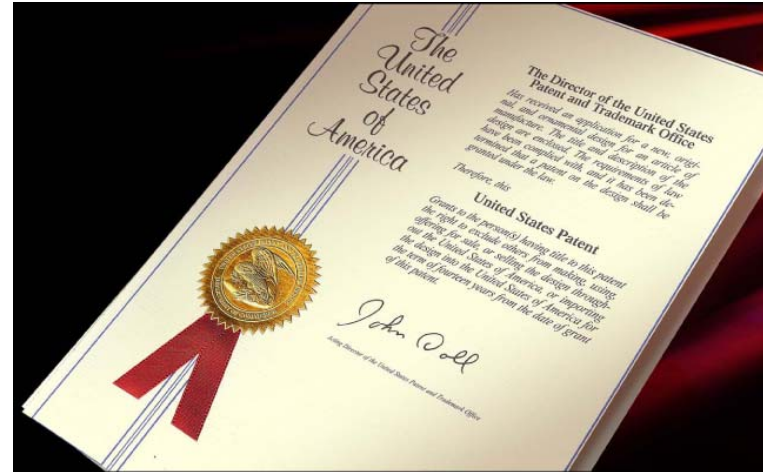 The
United
States
of
America
The Director of the United States
Patent and Trademark Office
Has received an application for a new, origi-
nal, and ornamental design for an article of
manufacture. The title and description of the
design are enclosed. The requirements of law
have been complied with, and it has been de-
termined that a patent on the design shall be
granted under the law.
Therefore, this
United States Patent
Grants to the person(s) having title to this patent
the right to exclude others from making, using,
offering for sale, or selling the design through-
out the United States of America, or importing
the design into the United States of America for
the term of fourteen years from the date of grant
of this patent.
John Doll
Acting Director of the United States Patent and Trademark Office